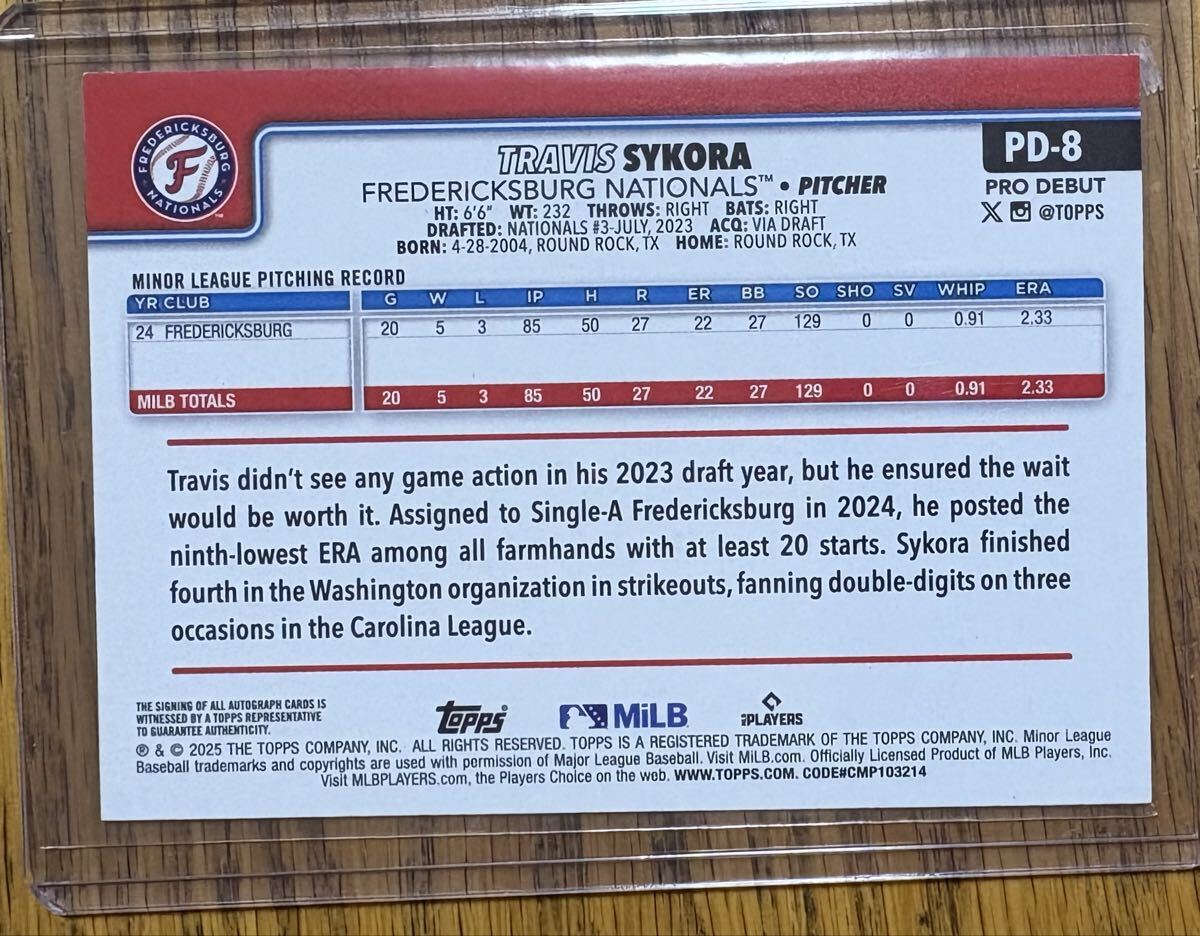 FREDERICKSBURG
F
NATIONALS
TRAVIS SYKORA
FREDERICKSBURG NATIONALS™ • PITCHER
HT: 6'6" WT: 232 THROWS: RIGHT BATS: RIGHT
DRAFTED: NATIONALS #3-JULY, 2023 ACQ: VIA DRAFT
BORN: 4-28-2004, ROUND ROCK, TX HOME: ROUND ROCK, TX
PD-8
PRO DEBUT
X @TOPPS
MINOR LEAGUE PITCHING RECORD
YR CLUB G W L IP H R ER BB SO SHO SV WHIP ERA
24 FREDERICKSBURG 20 5 3 85 50 27 22 27 129 0 0 0.91 2.33
MILB TOTALS 20 5 3 85 50 27 22 27 129 0 0 0.91 2.33
Travis didn't see any game action in his 2023 draft year, but he ensured the wait
would be worth it. Assigned to Single-A Fredericksburg in 2024, he posted the
ninth-lowest ERA among all farmhands with at least 20 starts. Sykora finished
fourth in the Washington organization in strikeouts, fanning double-digits on three
occasions in the Carolina League.
THE SIGNING OF ALL AUTOGRAPH CARDS IS
WITNESSED BY A TOPPS REPRESENTATIVE
TO GUARANTEE AUTHENTICITY.
Topps MiLB PLAYERS
® & © 2025 THE TOPPS COMPANY, INC. ALL RIGHTS RESERVED. TOPPS IS A REGISTERED TRADEMARK OF THE TOPPS COMPANY, INC. Minor League
Baseball trademarks and copyrights are used with permission of Major League Baseball. Visit MiLB.com. Officially Licensed Product of MLB Players, Inc.
Visit MLBPLAYERS.com, the Players Choice on the web. WWW.TOPPS.COM. CODE#CMP103214